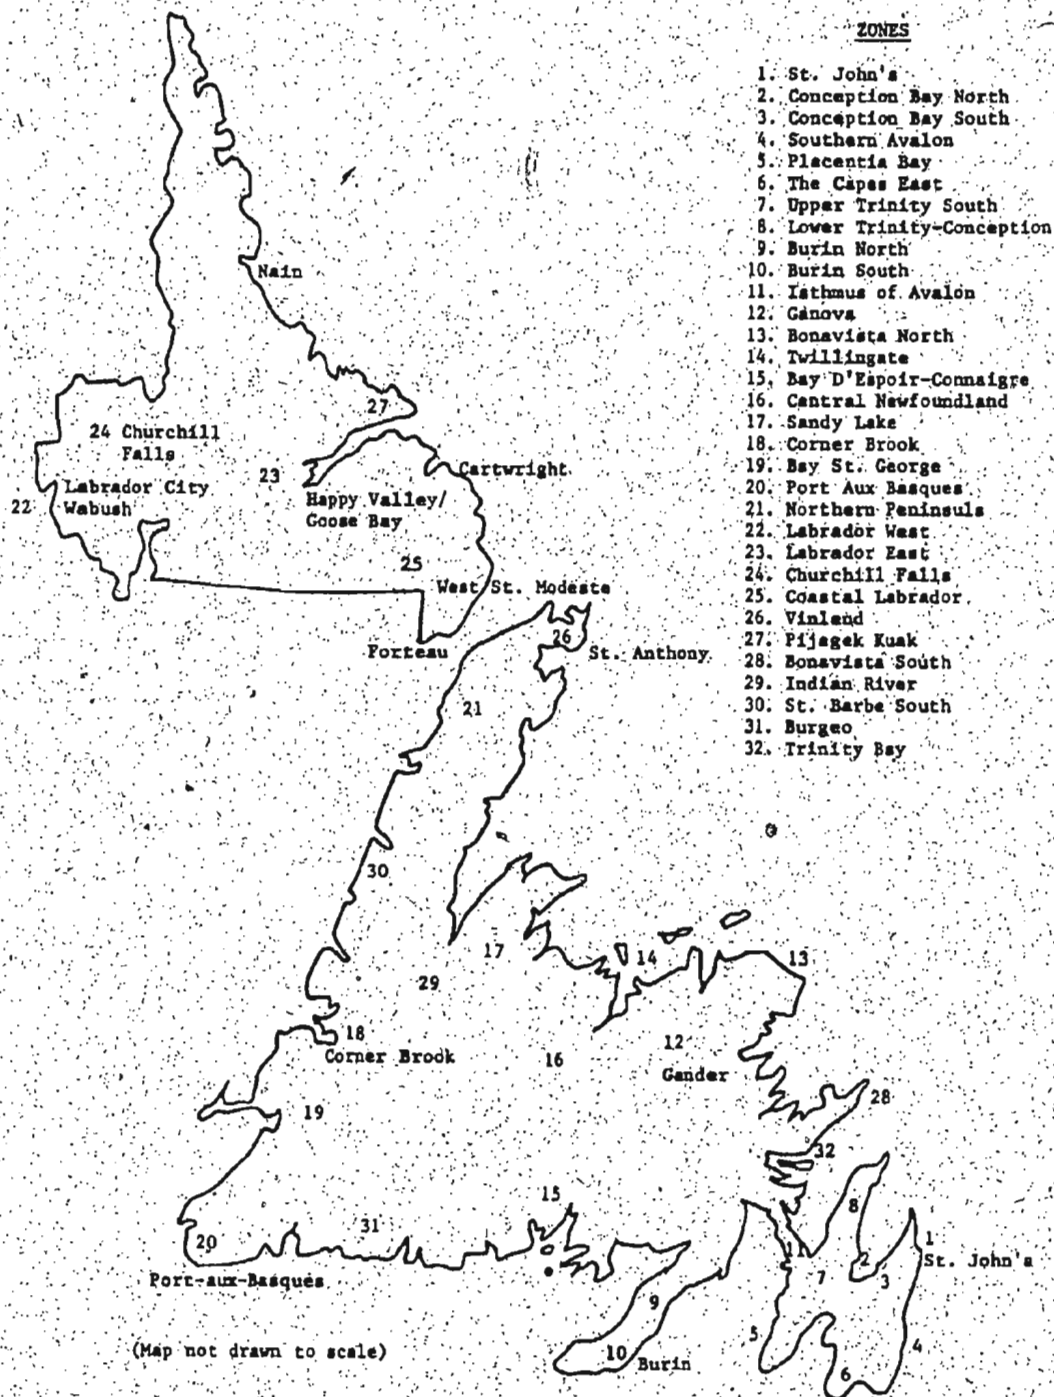 ZONES
1. St. John's
2. Conception Bay North
3. Conception Bay South
4. Southern Avalon
5. Placentia Bay
6. The Capes East
7. Upper Trinity South
8. Lower Trinity-Conception
9. Burin North
10. Burin South
11. Isthmus of Avalon
12. Ganova
13. Bonavista North
14. Twillingate
15. Bay D'Espoir-Connaigre
16. Central Newfoundland
17. Sandy Lake
18. Corner Brook
19. Bay St. George
20. Port Aux Basques
21. Northern Peninsula
22. Labrador West
23. Labrador East
24. Churchill Falls
25. Coastal Labrador
26. Vinland
27. Pijagek Kuak
28. Bonavista South
29. Indian River
30. St. Barbe South
31. Burgeo
32. Trinity Bay
Nain
27
24 Churchill
Falls
23
Cartwright
22
Labrador City
Wabush
Happy Valley/
Goose Bay
25
West St. Modeste
Forteau
26
St. Anthony
21
30
17
14
13
29
18
Corner Brook
16
12
Gander
28
19
32
15
8
31
20
11
7
2
3
1
St. John's
Port-aux-Basques
9
5
4
(Map not drawn to scale)
10
Burin
6